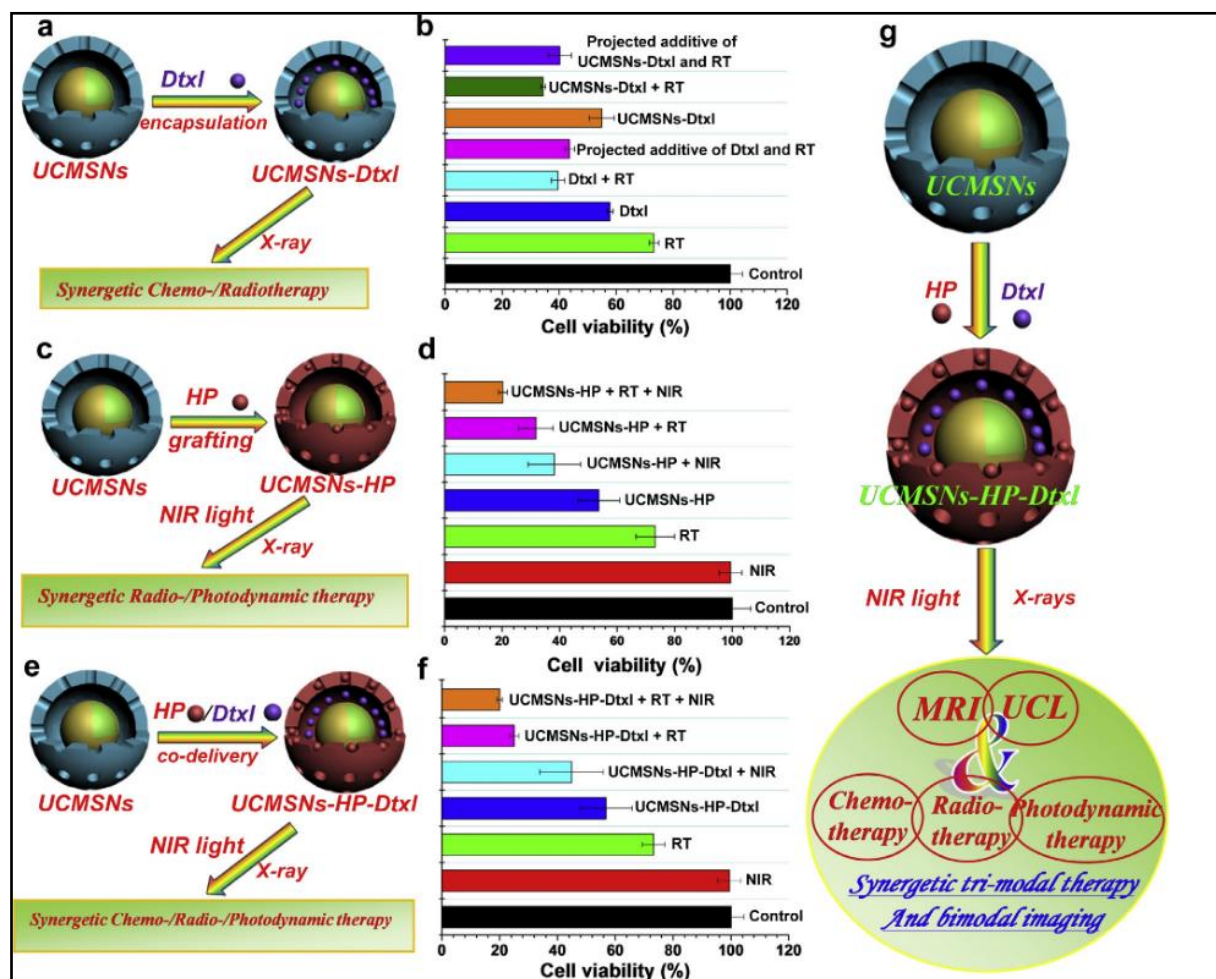 a
Dtxl
encapsulation
UCMSNs
UCMSNs-Dtxl
X-ray
Synergetic Chemo-/Radiotherapy
b
Projected additive of
UCMSNs-Dtxl and RT
UCMSNs-Dtxl + RT
UCMSNs-Dtxl
Projected additive of Dtxl and RT
Dtxl + RT
Dtxl
RT
Control
0 20 40 60 80 100 120
Cell viability (%)
c
HP
grafting
UCMSNs
UCMSNs-HP
NIR light
X-ray
Synergetic Radio-/Photodynamic therapy
d
UCMSNs-HP + RT + NIR
UCMSNs-HP + RT
UCMSNs-HP + NIR
UCMSNs-HP
RT
NIR
Control
0 20 40 60 80 100 120
Cell viability (%)
e
HP /Dtxl
co-delivery
UCMSNs
UCMSNs-HP-Dtxl
NIR light
X-ray
Synergetic Chemo-/Radio-/Photodynamic therapy
f
UCMSNs-HP-Dtxl + RT + NIR
UCMSNs-HP-Dtxl + RT
UCMSNs-HP-Dtxl + NIR
UCMSNs-HP-Dtxl
RT
NIR
Control
0 20 40 60 80 100 120
Cell viability (%)
g
UCMSNs
HP Dtxl
UCMSNs-HP-Dtxl
NIR light X-rays
MRI UCL
&
Chemo-
therapy
Radio-
therapy
Photodynamic
therapy
Synergetic tri-modal therapy
And bimodal imaging